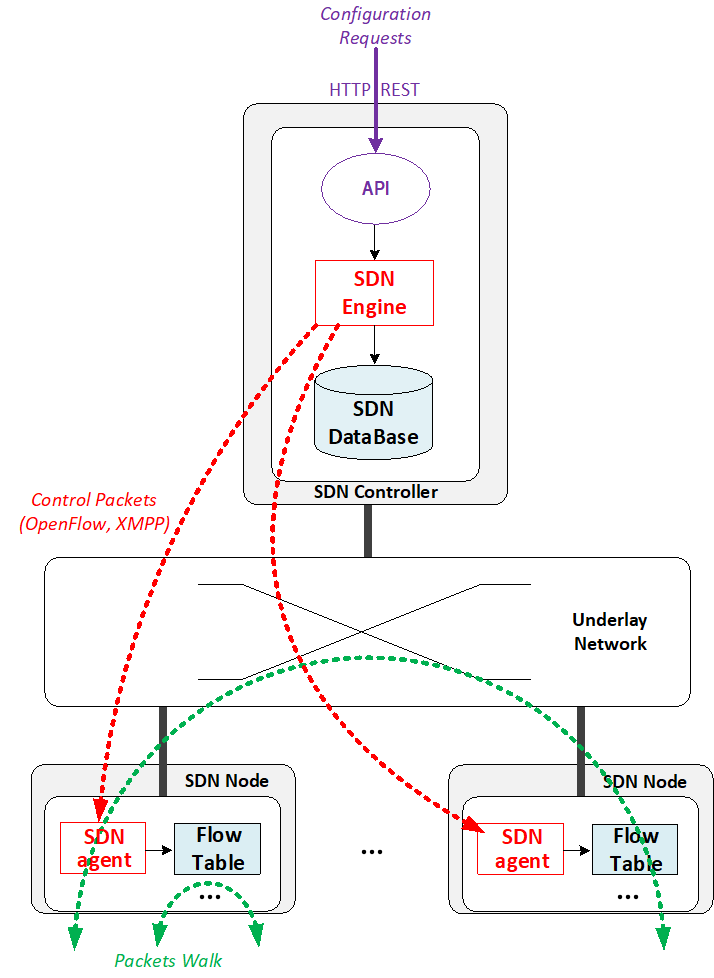 Configuration
Requests
HTTP REST
API
SDN
Engine
SDN
DataBase
SDN Controller
Control Packets
(OpenFlow, XMPP)
Underlay
Network
SDN Node
SDN
agent
Flow
Table
...
...
SDN Node
SDN
agent
Flow
Table
...
Packets Walk